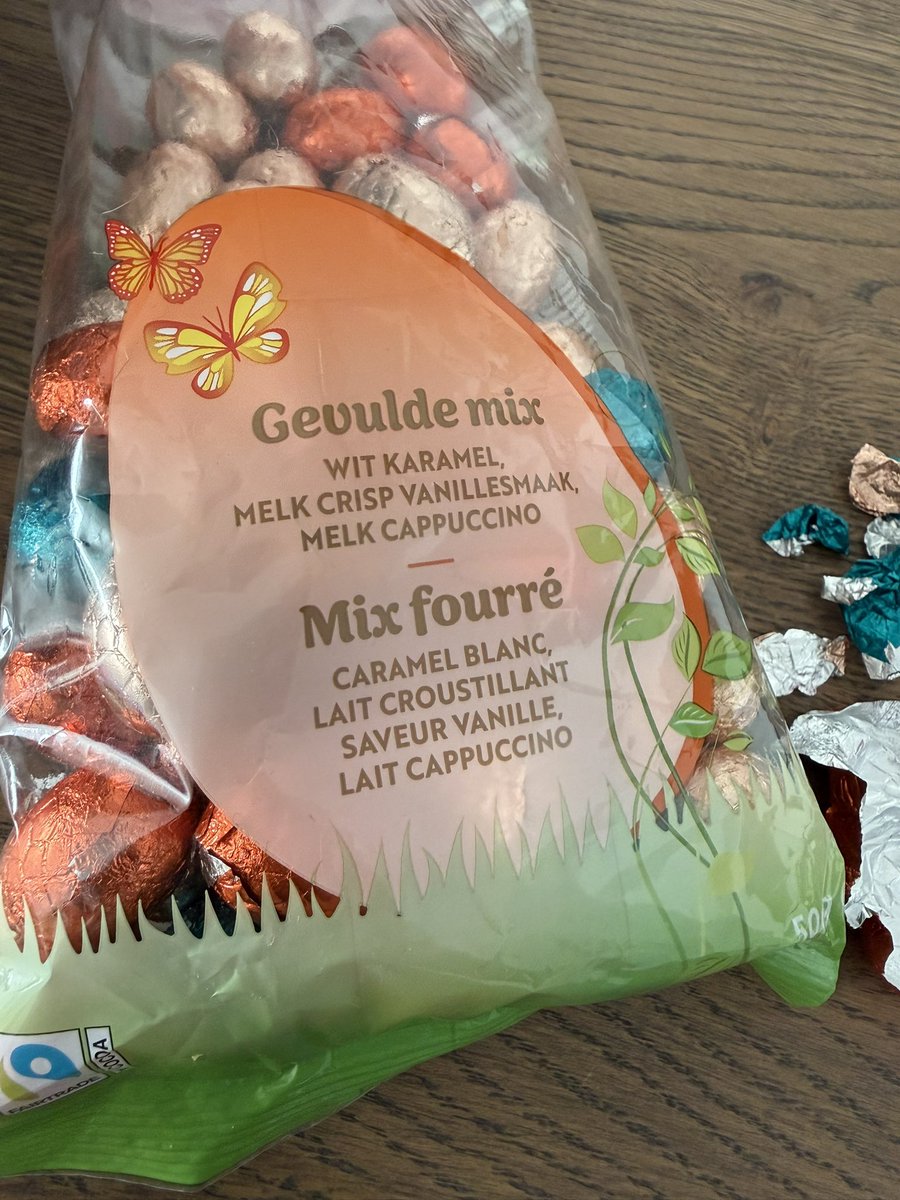 Gevulde mix
WIT KARAMEL,
MELK CRISP VANILLESMAAK,
MELK CAPPUCCINO
Mix fourré
CARAMEL BLANC,
LAIT CROUSTILLANT
SAVEUR VANILLE,
LAIT CAPPUCCINO
FAIRTRADE